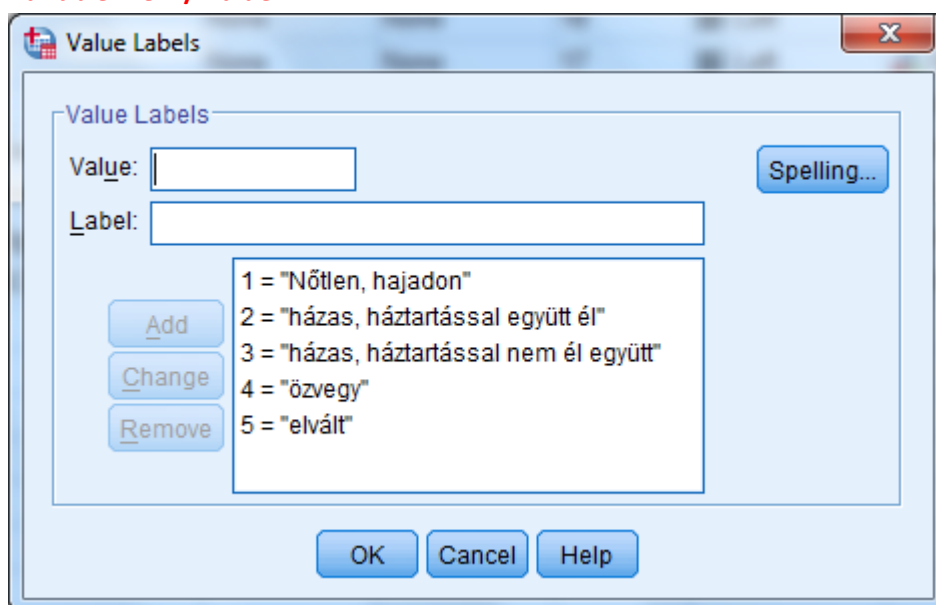 Value Labels
Value Labels
Value:
Spelling...
Label:
1 = "Nőtlen, hajadon"
2 = "házas, háztartással együtt él"
3 = "házas, háztartással nem él együtt"
4 = "özvegy"
5 = "elvált"
Add
Change
Remove
OK Cancel Help